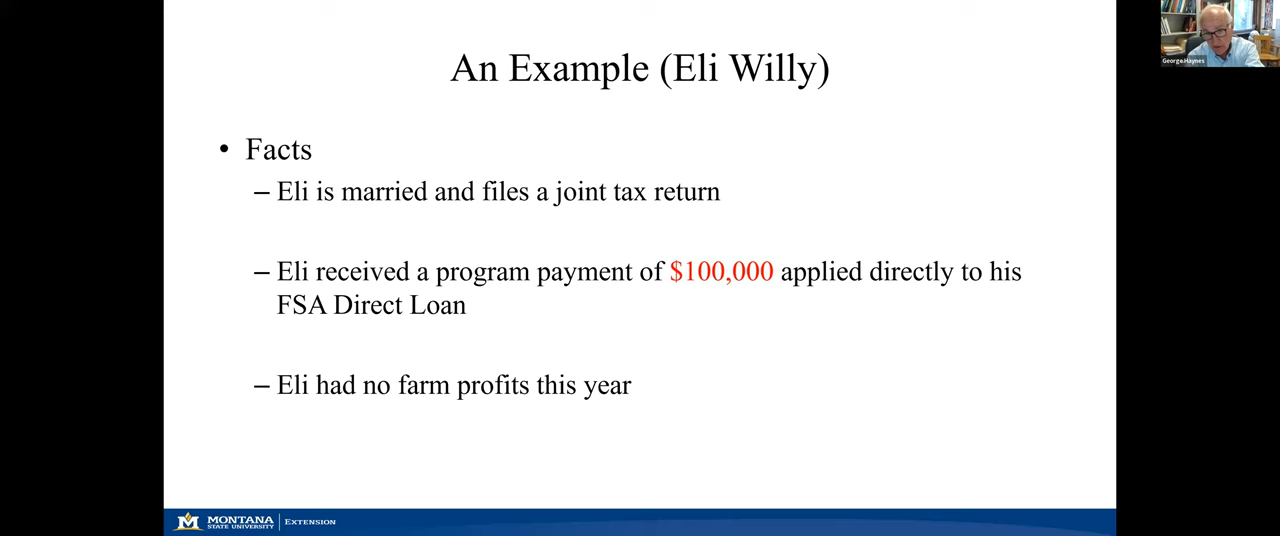 An Example (Eli Willy)
• Facts
– Eli is married and files a joint tax return
– Eli received a program payment of $100,000 applied directly to his
FSA Direct Loan
– Eli had no farm profits this year
George Haynes
M MONTANA
STATE UNIVERSITY
EXTENSION